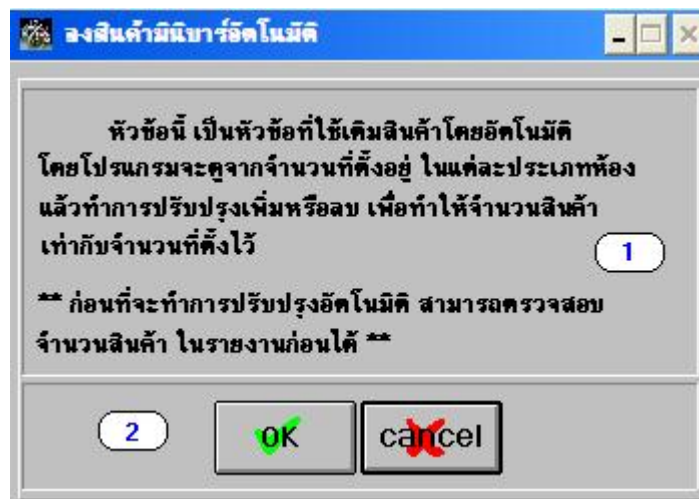 องสินค้ามินิบาร์อัตโนมัติ
หัวข้อนี้ เป็นหัวข้อที่ใช้เติมสินค้าโดยอัตโนมัติ
โดยโปรแกรมจะดูจากจำนวนที่ตั้งอยู่ ในแต่ละประเภทห้อง
แล้วทำการปรับปรุงเพิ่มหรือลบ เพื่อทำให้จำนวนสินค้า
เท่ากับจำนวนที่ตั้งไว้
1
** ก่อนที่จะทำการปรับปรุงอัตโนมิติ สามารถตรวจสอบ
จำนวนสินค้า ในรายงานก่อนได้ **
2
OK
cancel